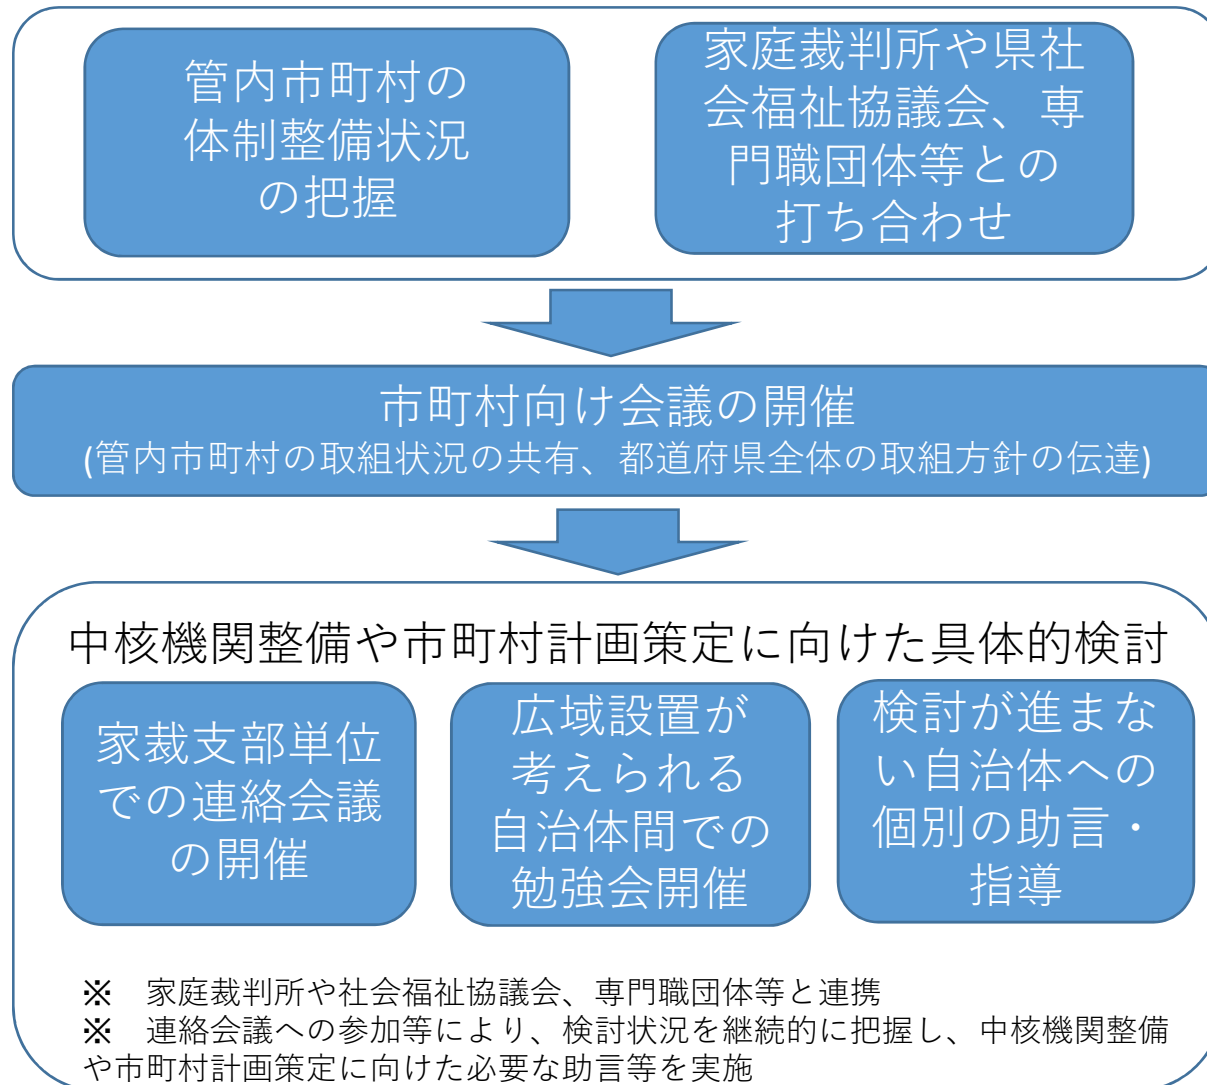 管内市町村の
体制整備状況
の把握
家庭裁判所や県社
会福祉協議会、専
門職団体等との
打ち合わせ
市町村向け会議の開催
(管内市町村の取組状況の共有、都道府県全体の取組方針の伝達)
中核機関整備や市町村計画策定に向けた具体的検討
家裁支部単位
での連絡会議
の開催
広域設置が
考えられる
自治体間での
勉強会開催
検討が進まな
い自治体への
個別の助言・
指導
※　家庭裁判所や社会福祉協議会、専門職団体等と連携
※　連絡会議への参加等により、検討状況を継続的に把握し、中核機関整備
や市町村計画策定に向けた必要な助言等を実施